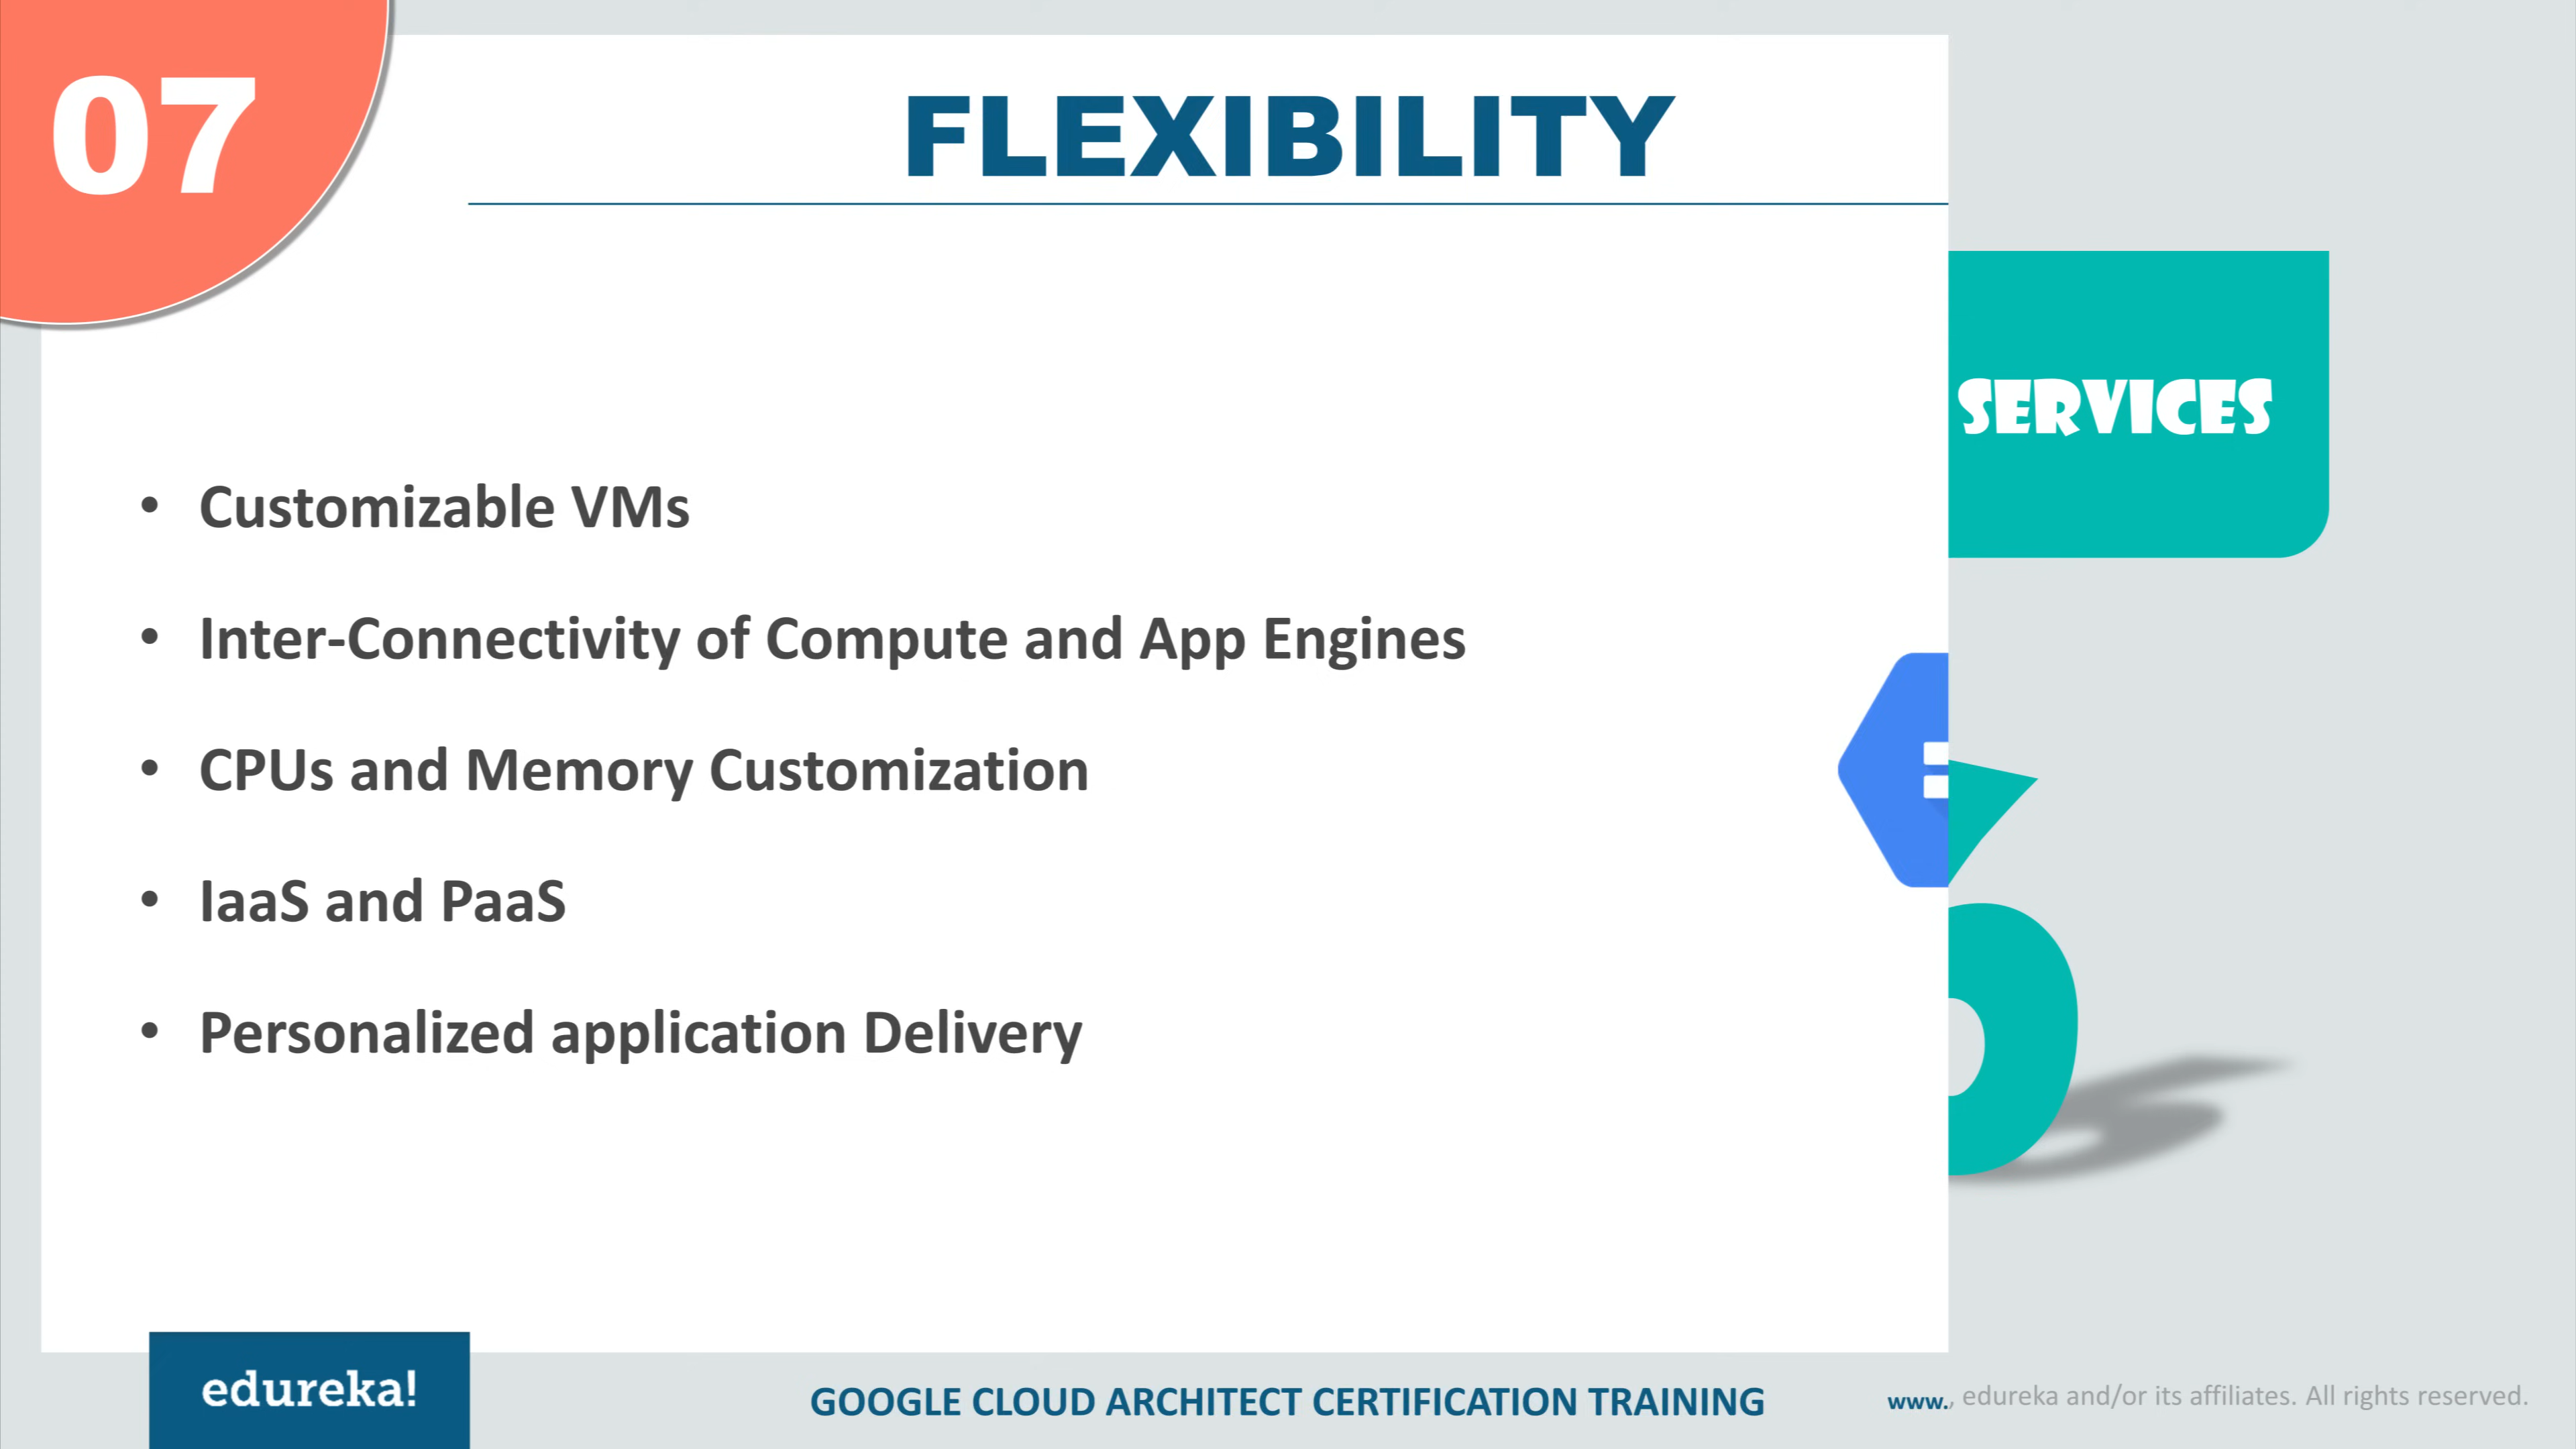 07
FLEXIBILITY
SERVICES
• Customizable VMs
• Inter-Connectivity of Compute and App Engines
• CPUs and Memory Customization
• IaaS and PaaS
• Personalized application Delivery
edureka!
GOOGLE CLOUD ARCHITECT CERTIFICATION TRAINING
www., edureka and/or its affiliates. All rights reserved.